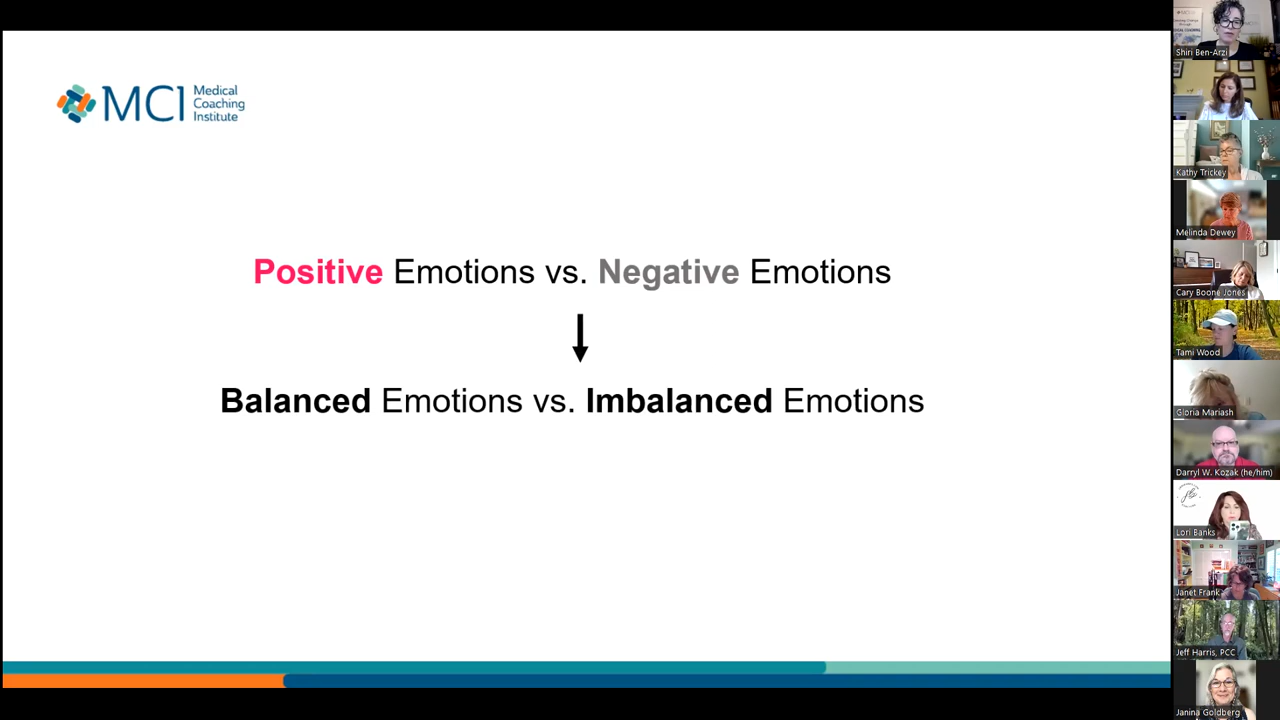 MCI Medical
Coaching
Institute
Positive Emotions vs. Negative Emotions
Balanced Emotions vs. Imbalanced Emotions
Shiri Ben-Arzi
Kathy Trickey
Melinda Dewey
Cary Boone Jones
Tami Wood
Gloria Mariash
Darryl W. Kozak (he/him)
Lori Banks
Janet Frank
Jeff Harris, PCC
Janina Goldberg